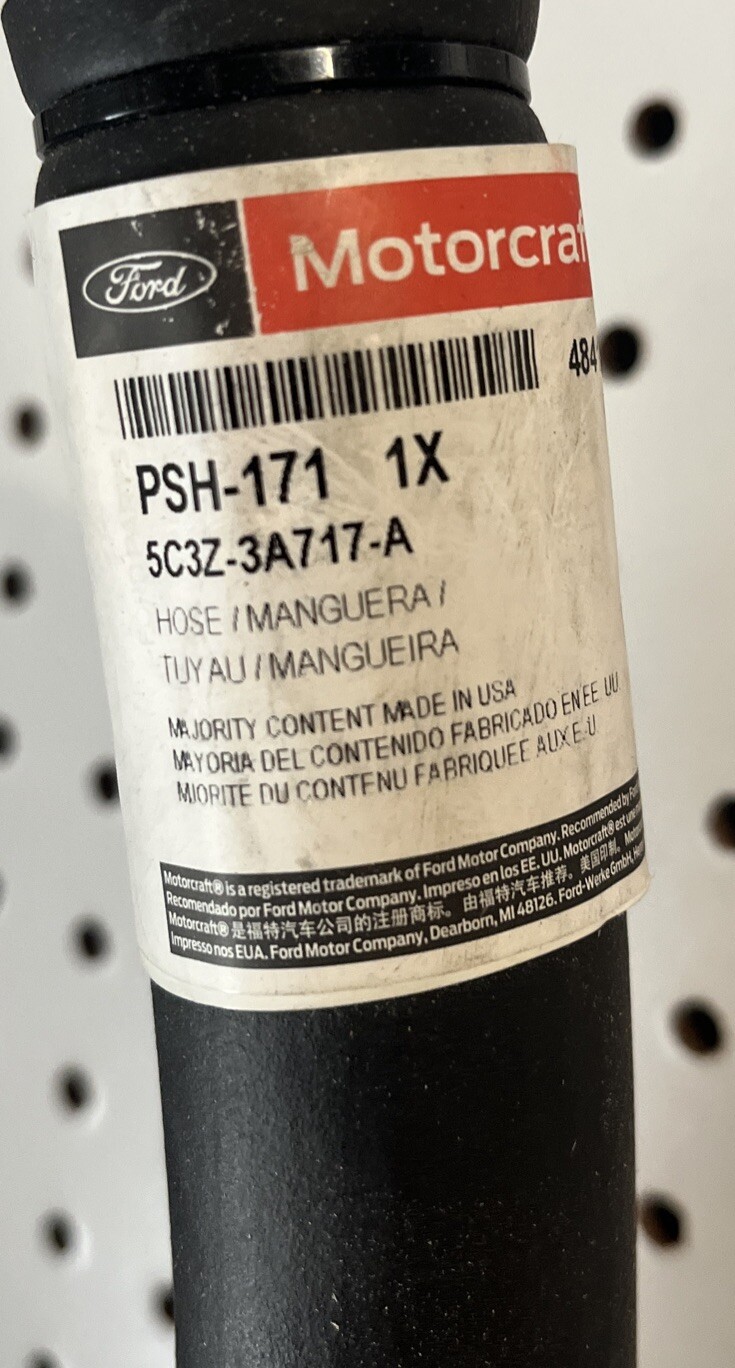 Ford Motorcraf
484
PSH-171 1X
5C3Z-3A717-A
HOSE / MANGUERA /
TUYAU / MANGUEIRA
MAJORITY CONTENT MADE IN USA
MAYORIA DEL CONTENIDO FABRICADO EN EE UU
MIORITE DU CONTENU FABRIQUEE AUX E-U
Motorcraft® is a registered trademark of Ford Motor Company. Recommended by
Recomendado por Ford Motor Company. Impreso en los EE. UU. Motorcraft® est une
Motorcraft®是福特汽车公司的注册商标。由福特汽车推荐。美国印制。
Impresso nos EUA. Ford Motor Company, Dearborn, MI 48126. Ford-Werke GmbH,